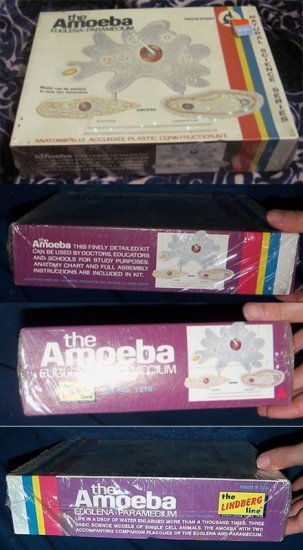 the
Amoeba
EUGLENA-PARAMECIUM
NATURAL SCIENCE SERIES
AMOEBA
ANATOMICALLY ACCURATE PLASTIC CONSTRUCTION KIT.
the
Amoeba THIS FINELY DETAILED KIT
CAN BE USED BY DOCTORS, EDUCATORS
AND SCHOOLS FOR STUDY PURPOSES.
ANATOMY CHART AND FULL ASSEMBLY
INSTRUCTIONS ARE INCLUDED IN KIT.
the
Amoeba
EUGLENA-PARAMECIUM
NO. 1316
the
Amoeba
EUGLENA-PARAMECIUM
the
LINDBERG
line
LIFE IN A DROP OF WATER ENLARGED MORE THAN A THOUSAND TIMES. THREE
BASIC SCIENCE MODELS OF SINGLE CELL ANIMALS. THE AMOEBA WITH TWO
ACCOMPANYING COMPANION PLAQUES OF THE EUGLENA AND PARAMECIUM.